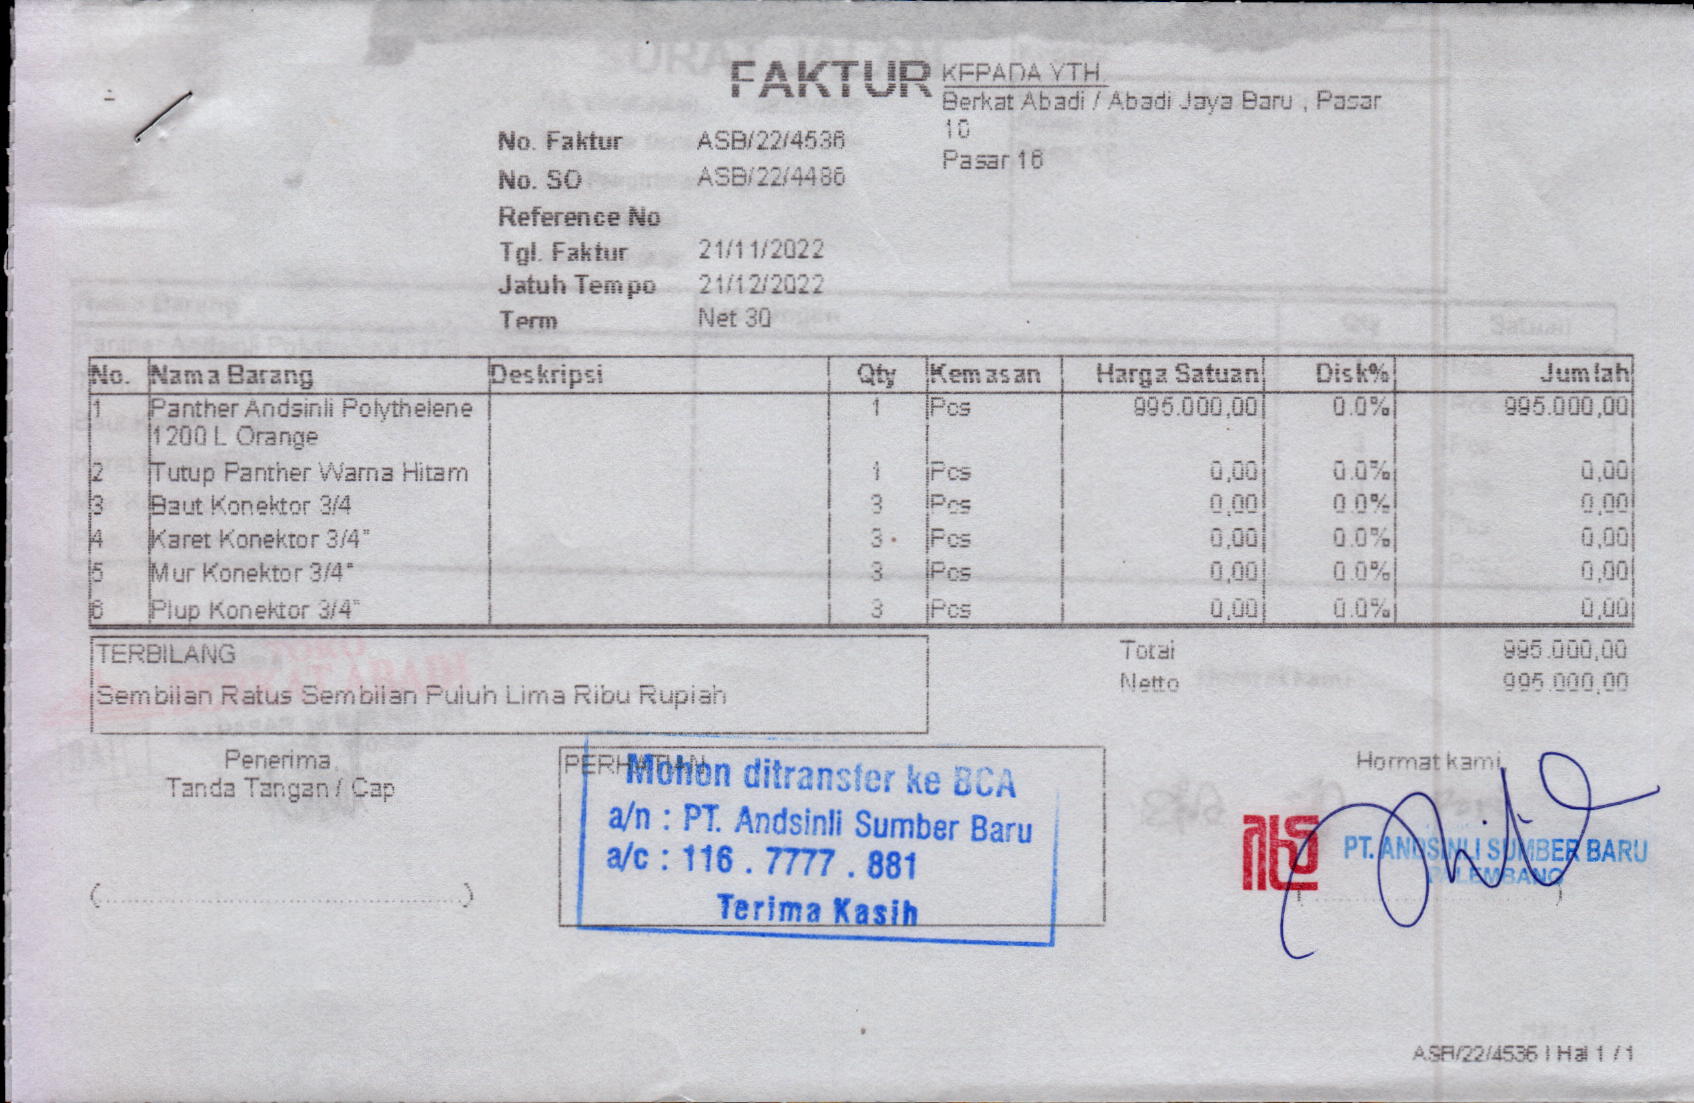 FAKTUR
KEPADA YTH.
Berkat Abadi / Abadi Jaya Baru , Pasar
16
Pasar 16
No. Faktur ASB/22/4536
No. SO ASB/22/4486
Reference No
Tgl. Faktur 21/11/2022
Jatuh Tempo 21/12/2022
Term Net 30
No. Nama Barang Deskripsi Qty Kemasan Harga Satuan Disk% Jumlah
1 Panther Andsinli Polythelene 1 Pcs 995.000,00 0.0% 995.000,00
1200 L Orange
2 Tutup Panther Warna Hitam 1 Pcs 0,00 0.0% 0,00
3 Baut Konektor 3/4 3 Pcs 0,00 0.0% 0,00
4 Karet Konektor 3/4" 3 Pcs 0,00 0.0% 0,00
5 Mur Konektor 3/4" 3 Pcs 0,00 0.0% 0,00
6 Plup Konektor 3/4" 3 Pcs 0,00 0.0% 0,00
TERBILANG
Sembilan Ratus Sembilan Puluh Lima Ribu Rupiah
Total 995.000,00
Netto 995.000,00
Penerima,
Tanda Tangan / Cap
(..............................)
PERHATIAN
Mohon ditransfer ke BCA
a/n : PT. Andsinli Sumber Baru
a/c : 116 . 7777 . 881
Terima Kasih
Hormat kami,
PT. ANDSINLI SUMBER BARU
PALEMBANG
(..............................)
ASB/22/4536 | Hal 1 / 1